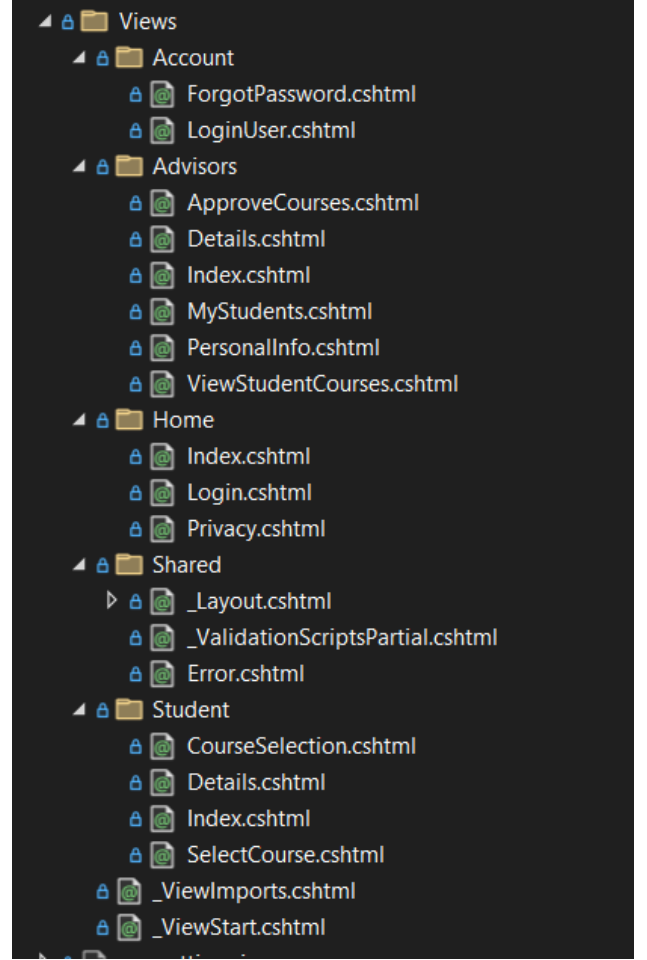 Views
Account
ForgotPassword.cshtml
LoginUser.cshtml
Advisors
ApproveCourses.cshtml
Details.cshtml
Index.cshtml
MyStudents.cshtml
PersonalInfo.cshtml
ViewStudentCourses.cshtml
Home
Index.cshtml
Login.cshtml
Privacy.cshtml
Shared
_Layout.cshtml
_ValidationScriptsPartial.cshtml
Error.cshtml
Student
CourseSelection.cshtml
Details.cshtml
Index.cshtml
SelectCourse.cshtml
_ViewImports.cshtml
_ViewStart.cshtml